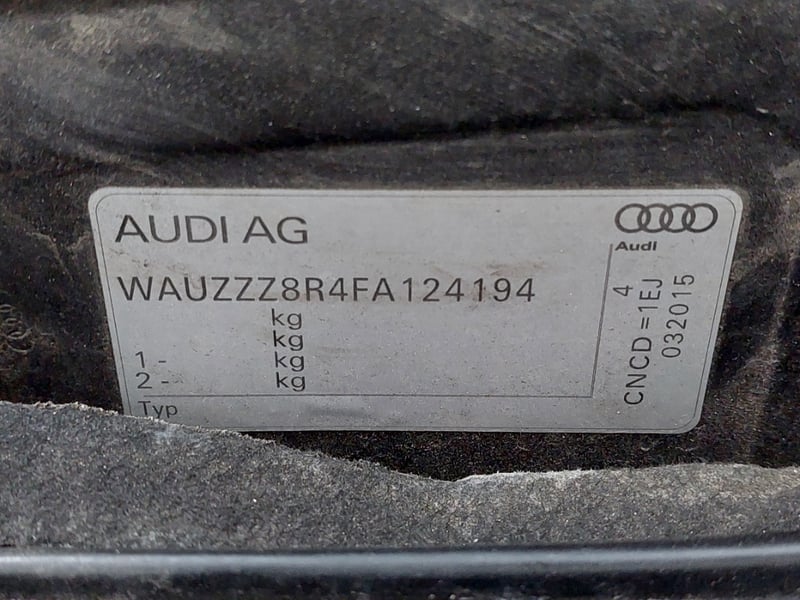 AUDI AG
Audi
WAUZZZ8R4FA124194
kg
kg
1 - kg
2 - kg
Typ
4
CNCD = 1EJ
032015